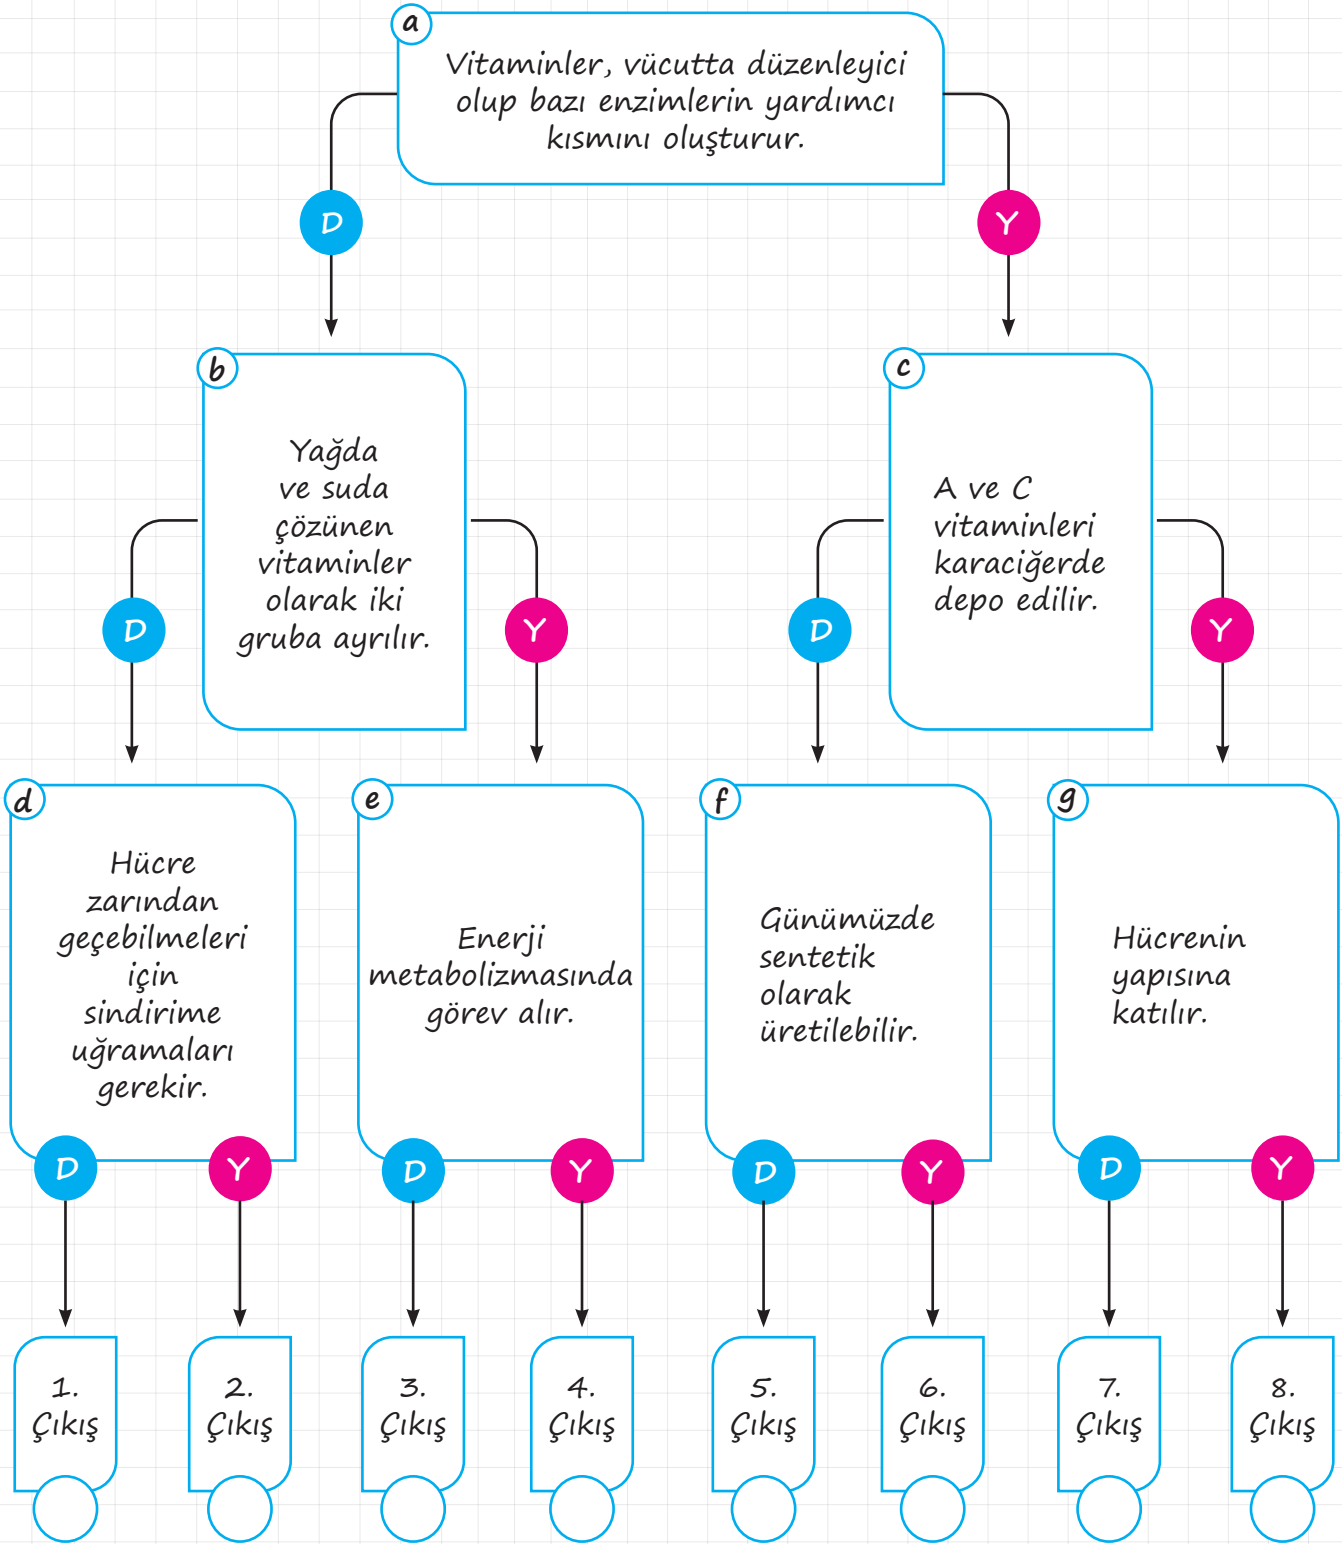 a
Vitaminler, vücutta düzenleyici
olup bazı enzimlerin yardımcı
kısmını oluşturur.
D
Y
b
Yağda
ve suda
çözünen
vitaminler
olarak iki
gruba ayrılır.
D
Y
c
A ve C
vitaminleri
karaciğerde
depo edilir.
D
Y
d
Hücre
zarından
geçebilmeleri
için
sindirime
uğramaları
gerekir.
D
Y
e
Enerji
metabolizmasında
görev alır.
D
Y
f
Günümüzde
sentetik
olarak
üretilebilir.
D
Y
g
Hücrenin
yapısına
katılır.
D
Y
1.
Çıkış
2.
Çıkış
3.
Çıkış
4.
Çıkış
5.
Çıkış
6.
Çıkış
7.
Çıkış
8.
Çıkış